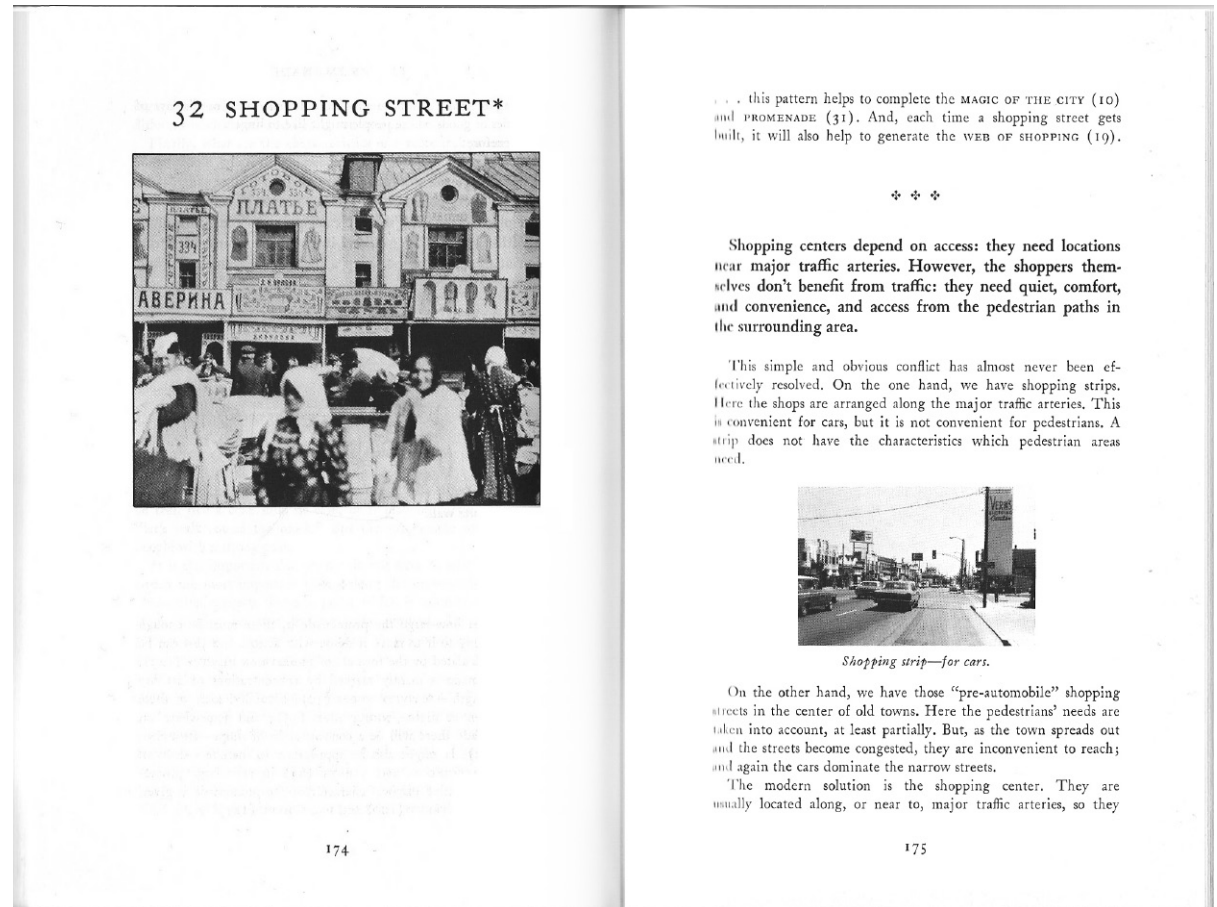 32 SHOPPING STREET*
ГОТОВОЕ
ПЛАТЬЕ
ПЛАТЬЕ
334
АВЕРИНА
174
. . . this pattern helps to complete the MAGIC OF THE CITY (10)
and PROMENADE (31). And, each time a shopping street gets
built, it will also help to generate the WEB OF SHOPPING (19).
Shopping centers depend on access: they need locations
near major traffic arteries. However, the shoppers them-
selves don't benefit from traffic: they need quiet, comfort,
and convenience, and access from the pedestrian paths in
the surrounding area.
This simple and obvious conflict has almost never been ef-
fectively resolved. On the one hand, we have shopping strips.
Here the shops are arranged along the major traffic arteries. This
is convenient for cars, but it is not convenient for pedestrians. A
strip does not have the characteristics which pedestrian areas
need.
VERN'S
Shopping strip—for cars.
On the other hand, we have those "pre-automobile" shopping
streets in the center of old towns. Here the pedestrians' needs are
taken into account, at least partially. But, as the town spreads out
and the streets become congested, they are inconvenient to reach;
and again the cars dominate the narrow streets.
The modern solution is the shopping center. They are
usually located along, or near to, major traffic arteries, so they
175